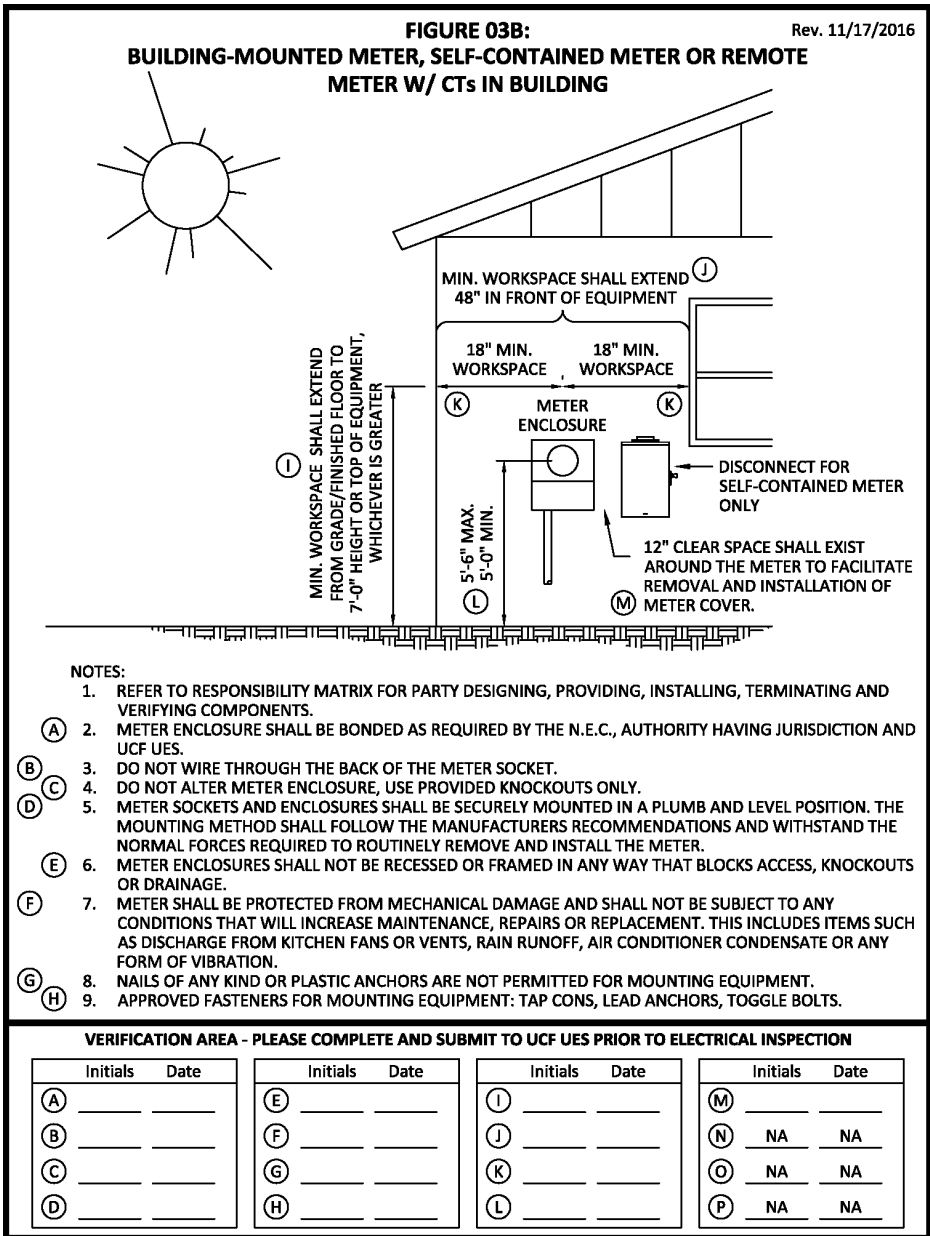 FIGURE 03B:
Rev. 11/17/2016
BUILDING-MOUNTED METER, SELF-CONTAINED METER OR REMOTE
METER W/ CTs IN BUILDING
MIN. WORKSPACE SHALL EXTEND
48" IN FRONT OF EQUIPMENT
J
18" MIN.
WORKSPACE
18" MIN.
WORKSPACE
K
K
METER
ENCLOSURE
I
MIN. WORKSPACE SHALL EXTEND
FROM GRADE/FINISHED FLOOR TO
7'-0" HEIGHT OR TOP OF EQUIPMENT,
WHICHEVER IS GREATER
DISCONNECT FOR
SELF-CONTAINED METER
ONLY
5'-6" MAX.
5'-0" MIN.
L
12" CLEAR SPACE SHALL EXIST
AROUND THE METER TO FACILITATE
REMOVAL AND INSTALLATION OF
M METER COVER.
NOTES:
1. REFER TO RESPONSIBILITY MATRIX FOR PARTY DESIGNING, PROVIDING, INSTALLING, TERMINATING AND
VERIFYING COMPONENTS.
A 2. METER ENCLOSURE SHALL BE BONDED AS REQUIRED BY THE N.E.C., AUTHORITY HAVING JURISDICTION AND
UCF UES.
B 3. DO NOT WIRE THROUGH THE BACK OF THE METER SOCKET.
C 4. DO NOT ALTER METER ENCLOSURE, USE PROVIDED KNOCKOUTS ONLY.
D 5. METER SOCKETS AND ENCLOSURES SHALL BE SECURELY MOUNTED IN A PLUMB AND LEVEL POSITION. THE
MOUNTING METHOD SHALL FOLLOW THE MANUFACTURERS RECOMMENDATIONS AND WITHSTAND THE
NORMAL FORCES REQUIRED TO ROUTINELY REMOVE AND INSTALL THE METER.
E 6. METER ENCLOSURES SHALL NOT BE RECESSED OR FRAMED IN ANY WAY THAT BLOCKS ACCESS, KNOCKOUTS
OR DRAINAGE.
F 7. METER SHALL BE PROTECTED FROM MECHANICAL DAMAGE AND SHALL NOT BE SUBJECT TO ANY
CONDITIONS THAT WILL INCREASE MAINTENANCE, REPAIRS OR REPLACEMENT. THIS INCLUDES ITEMS SUCH
AS DISCHARGE FROM KITCHEN FANS OR VENTS, RAIN RUNOFF, AIR CONDITIONER CONDENSATE OR ANY
FORM OF VIBRATION.
G 8. NAILS OF ANY KIND OR PLASTIC ANCHORS ARE NOT PERMITTED FOR MOUNTING EQUIPMENT.
H 9. APPROVED FASTENERS FOR MOUNTING EQUIPMENT: TAP CONS, LEAD ANCHORS, TOGGLE BOLTS.
VERIFICATION AREA - PLEASE COMPLETE AND SUBMIT TO UCF UES PRIOR TO ELECTRICAL INSPECTION
Initials Date
A
B
C
D
Initials Date
E
F
G
H
Initials Date
I
J
K
L
Initials Date
M
N NA NA
O NA NA
P NA NA